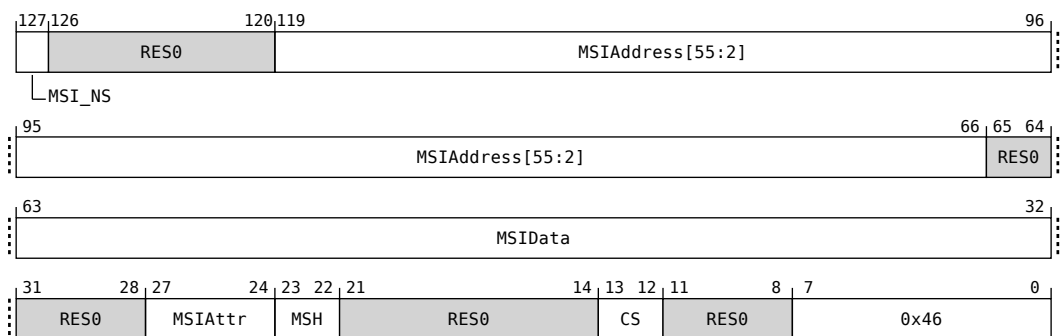 127 126 120 119 96
RES0 MSIAddress[55:2]
MSI_NS
95 66 65 64
MSIAddress[55:2] RES0
63 32
MSIData
31 28 27 24 23 22 21 14 13 12 11 8 7 0
RES0 MSIAttr MSH RES0 CS RES0 0x46